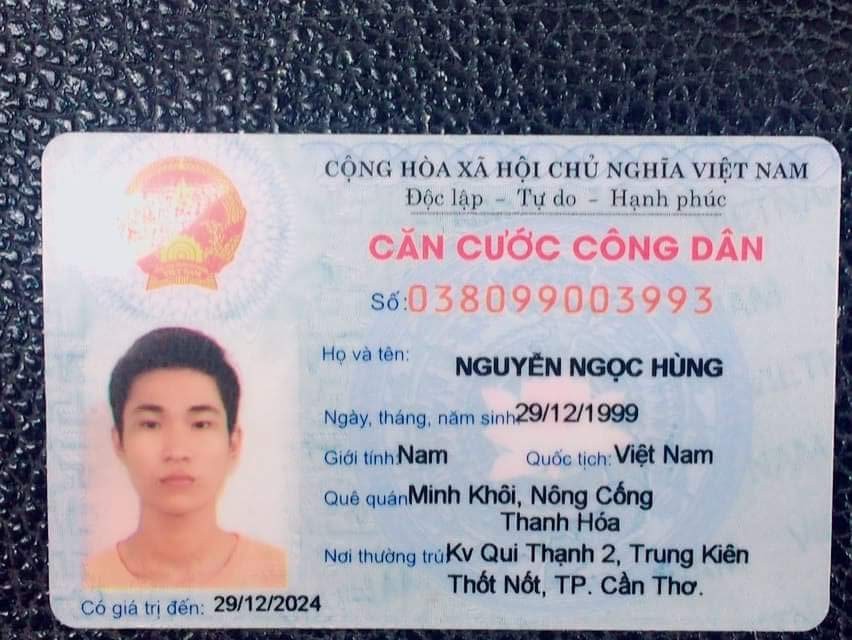 CỘNG HÒA XÃ HỘI CHỦ NGHĨA VIỆT NAM
Độc lập - Tự do - Hạnh phúc
CĂN CƯỚC CÔNG DÂN
Số: 038099003993
Họ và tên: NGUYỄN NGỌC HÙNG
Ngày, tháng, năm sinh: 29/12/1999
Giới tính: Nam Quốc tịch: Việt Nam
Quê quán: Minh Khôi, Nông Cống
Thanh Hóa
Nơi thường trú: Kv Qui Thạnh 2, Trung Kiên
Thốt Nốt, TP. Cần Thơ.
Có giá trị đến: 29/12/2024